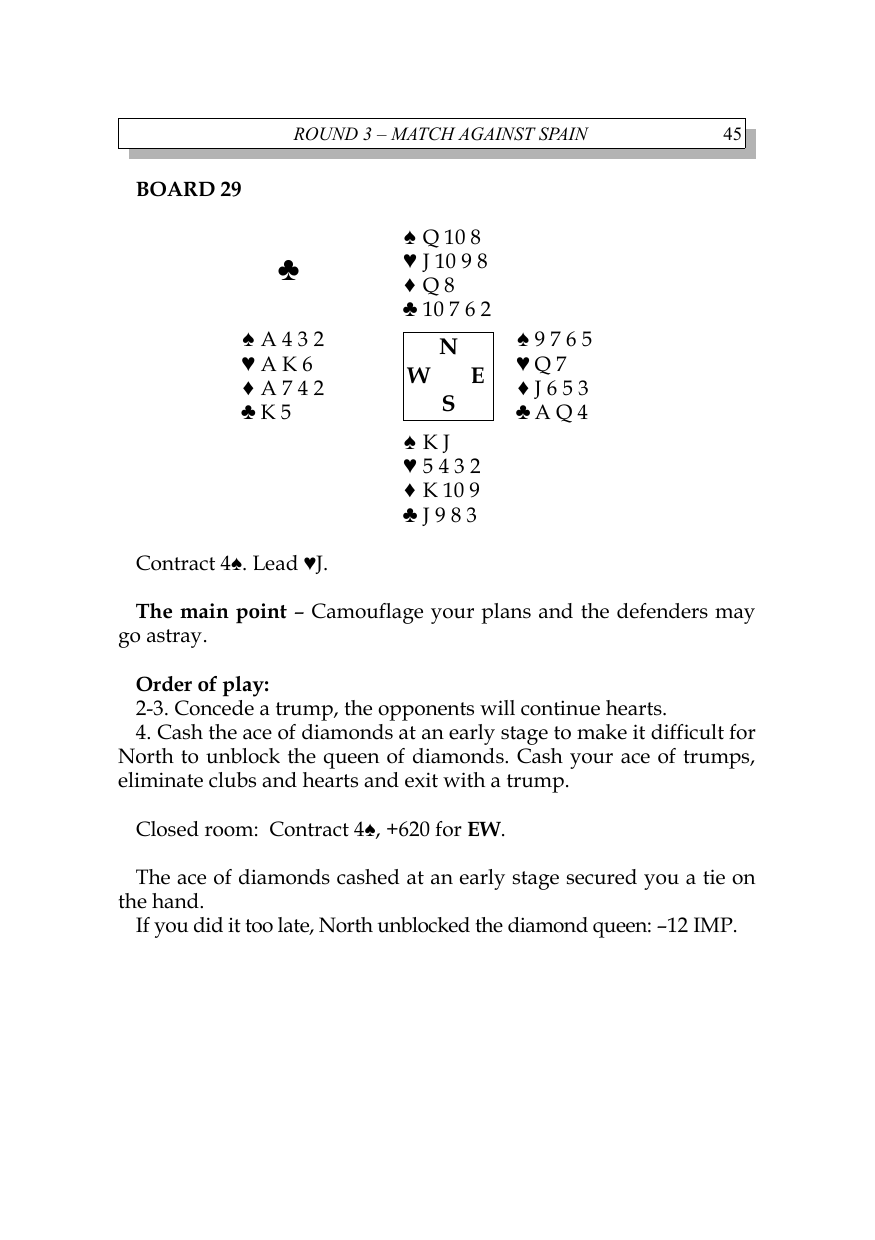 ROUND 3 – MATCH AGAINST SPAIN 45
BOARD 29
♣
♠ Q 10 8
♥ J 10 9 8
♦ Q 8
♣ 10 7 6 2
♠ A 4 3 2
♥ A K 6
♦ A 7 4 2
♣ K 5
N
W E
S
♠ 9 7 6 5
♥ Q 7
♦ J 6 5 3
♣ A Q 4
♠ K J
♥ 5 4 3 2
♦ K 10 9
♣ J 9 8 3
Contract 4♠. Lead ♥J.
The main point – Camouflage your plans and the defenders may
go astray.
Order of play:
2-3. Concede a trump, the opponents will continue hearts.
4. Cash the ace of diamonds at an early stage to make it difficult for
North to unblock the queen of diamonds. Cash your ace of trumps,
eliminate clubs and hearts and exit with a trump.
Closed room: Contract 4♠, +620 for EW.
The ace of diamonds cashed at an early stage secured you a tie on
the hand.
If you did it too late, North unblocked the diamond queen: –12 IMP.